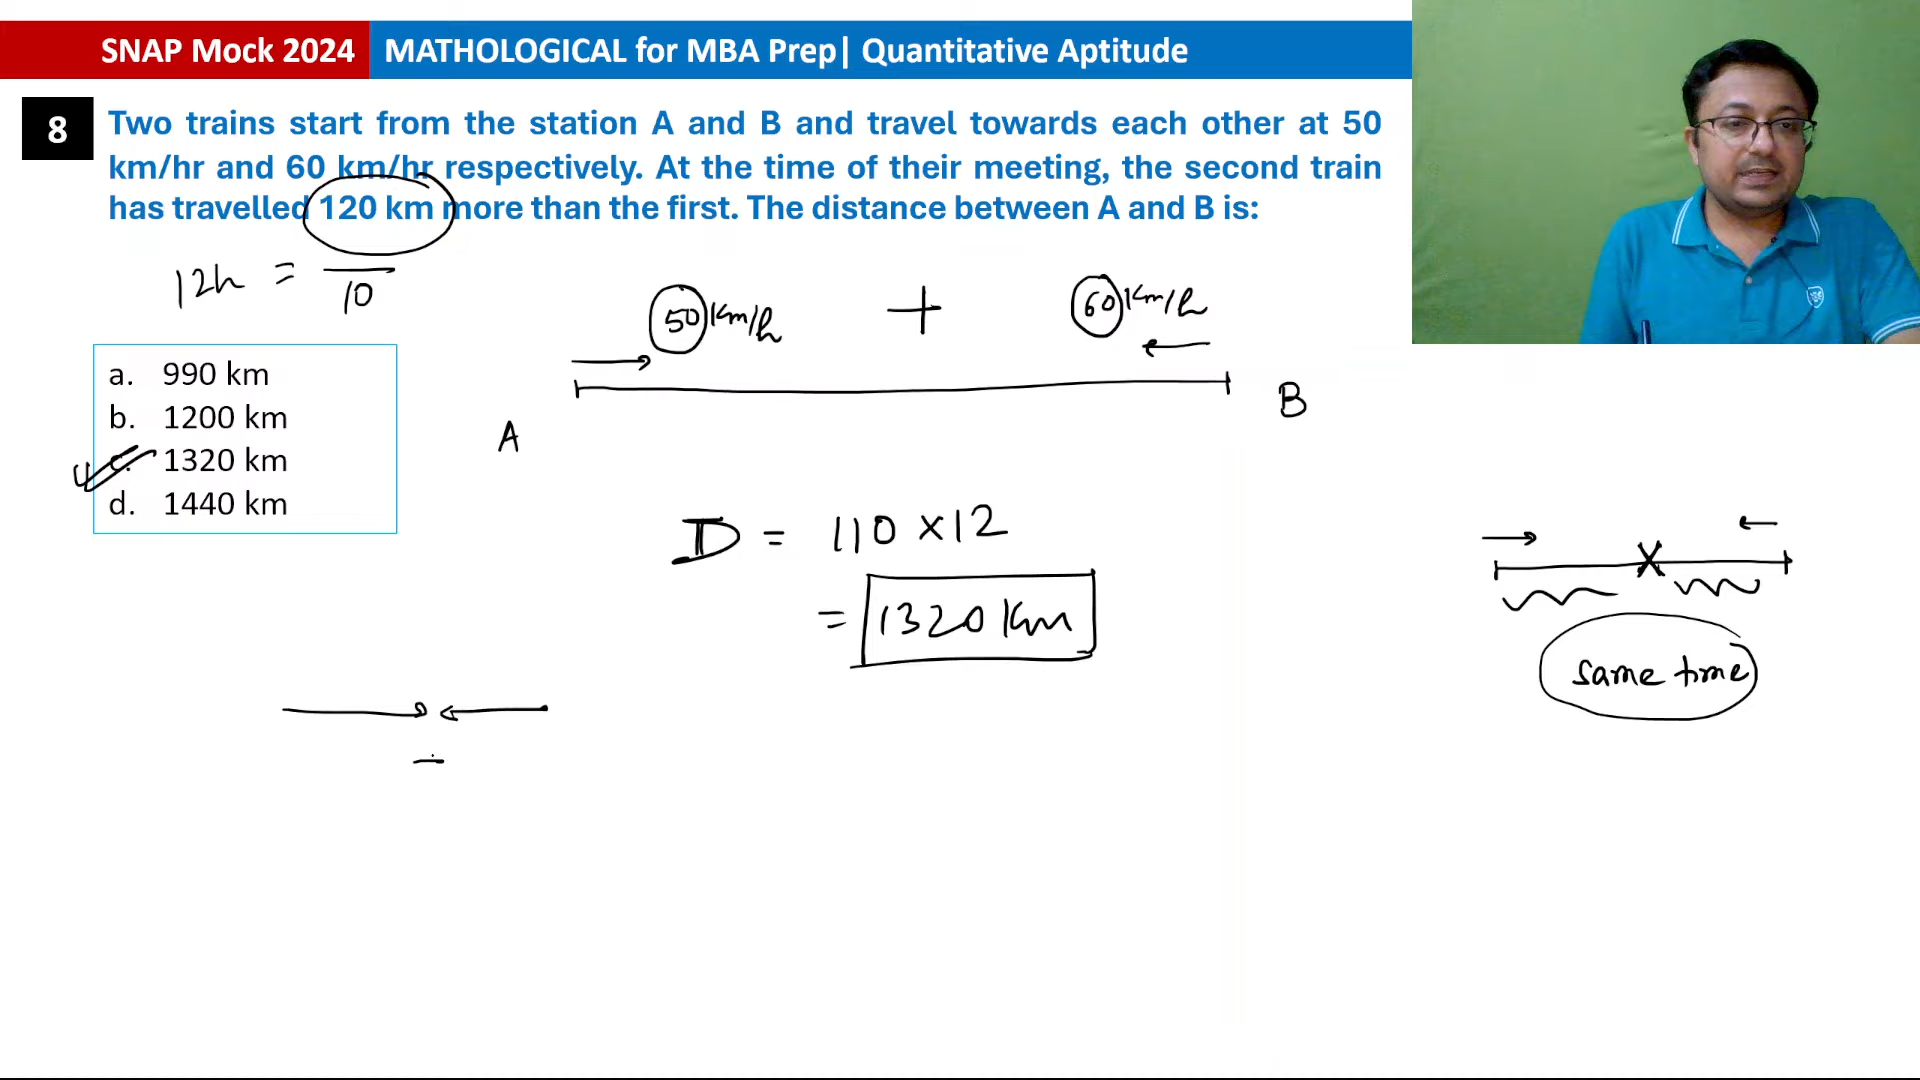 SNAP Mock 2024 MATHOLOGICAL for MBA Prep| Quantitative Aptitude
8 Two trains start from the station A and B and travel towards each other at 50
km/hr and 60 km/hr respectively. At the time of their meeting, the second train
has travelled 120 km more than the first. The distance between A and B is:
12h = 10
50 Km/h + 60 Km/h
a. 990 km
b. 1200 km
c. 1320 km
d. 1440 km
A B
D = 110 x 12
= 1320 Km
same time